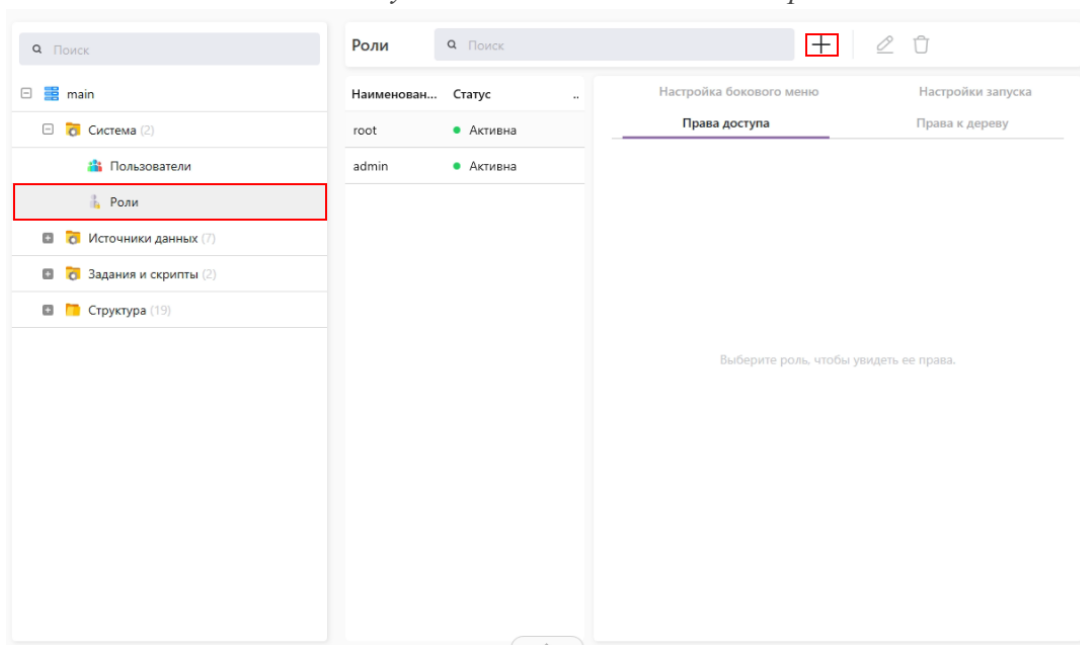 Поиск
main
Система (2)
Пользователи
Роли
Источники данных (7)
Задания и скрипты (2)
Структура (19)
Роли
Поиск
Наименован... Статус ..
root Активна
admin Активна
Настройка бокового меню Настройки запуска
Права доступа Права к дереву
Выберите роль, чтобы увидеть ее права.